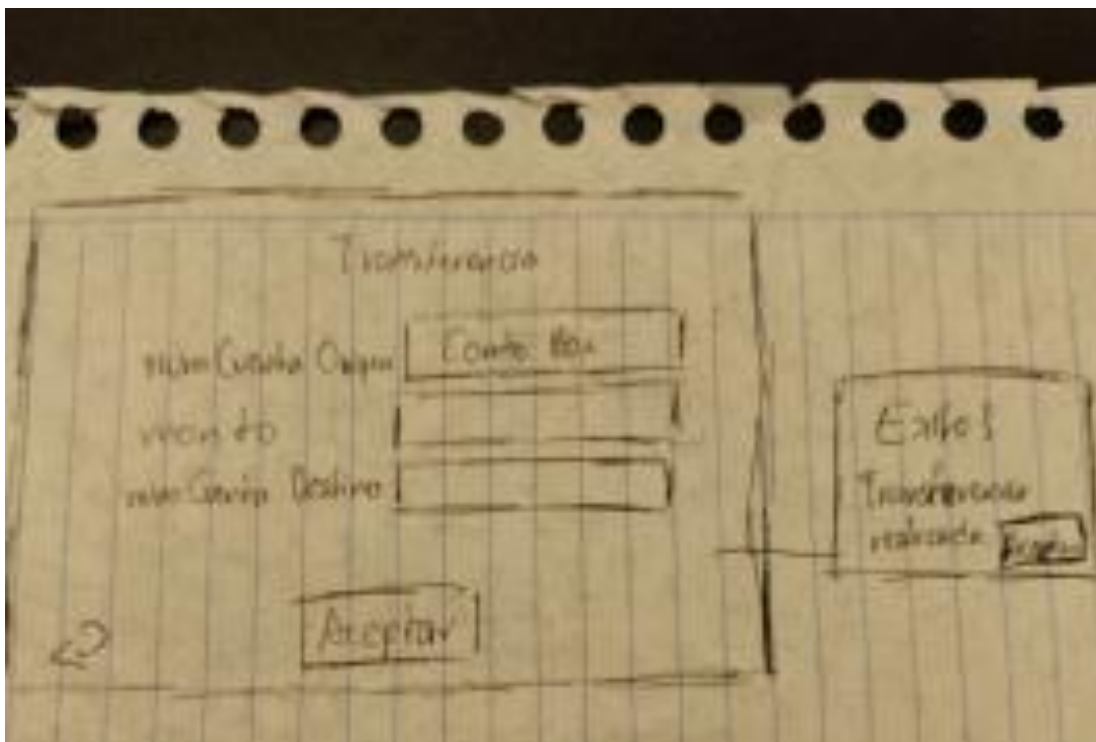 Transferencia
num Cuenta Origen
monto
num Cuenta Destino
Aceptar
Exito!
Transferencia
realizada